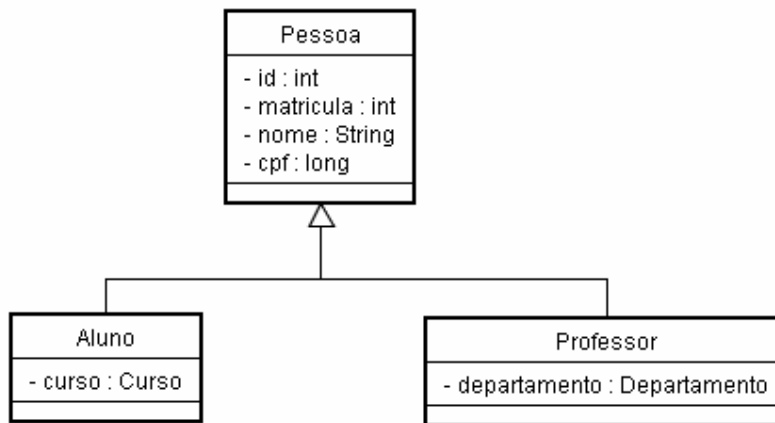 Pessoa
- id : int
- matricula : int
- nome : String
- cpf : long
Aluno
- curso : Curso
Professor
- departamento : Departamento